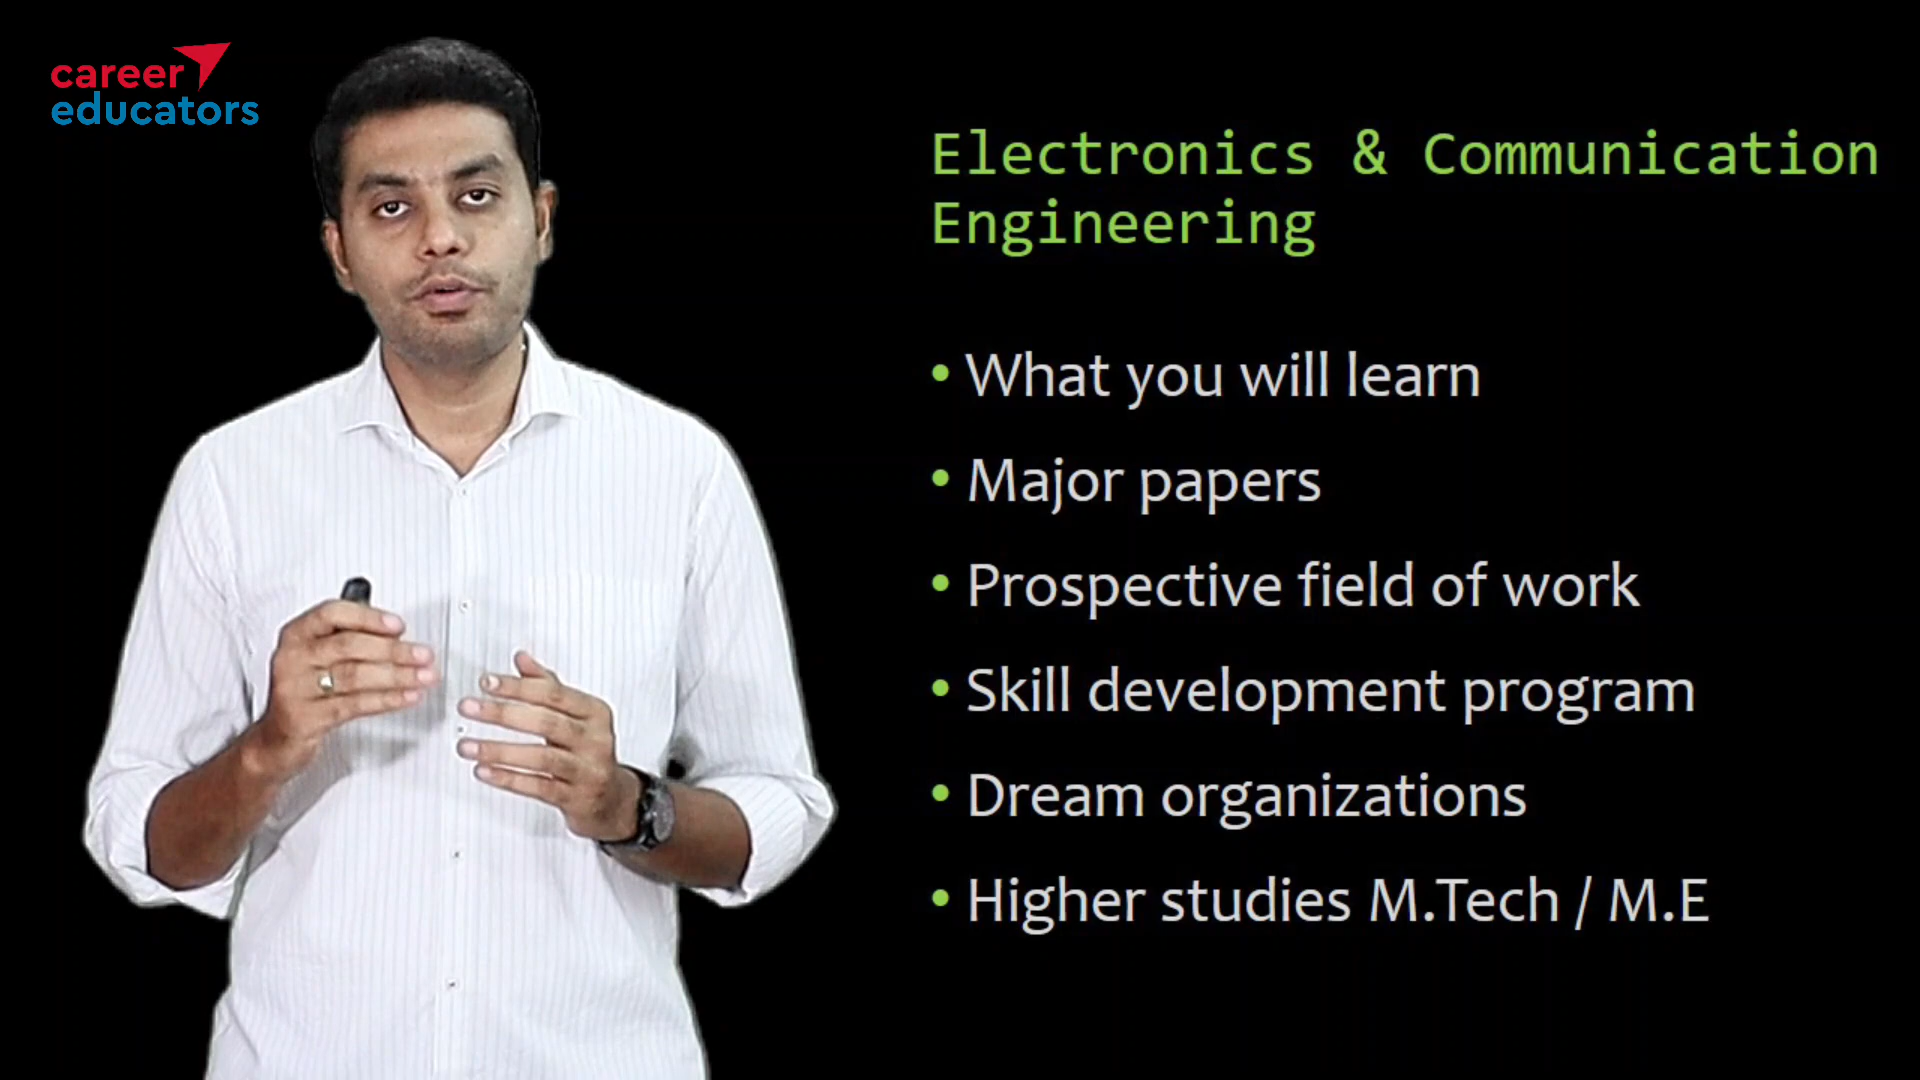 career
educators
Electronics & Communication
Engineering
• What you will learn
• Major papers
• Prospective field of work
• Skill development program
• Dream organizations
• Higher studies M.Tech / M.E